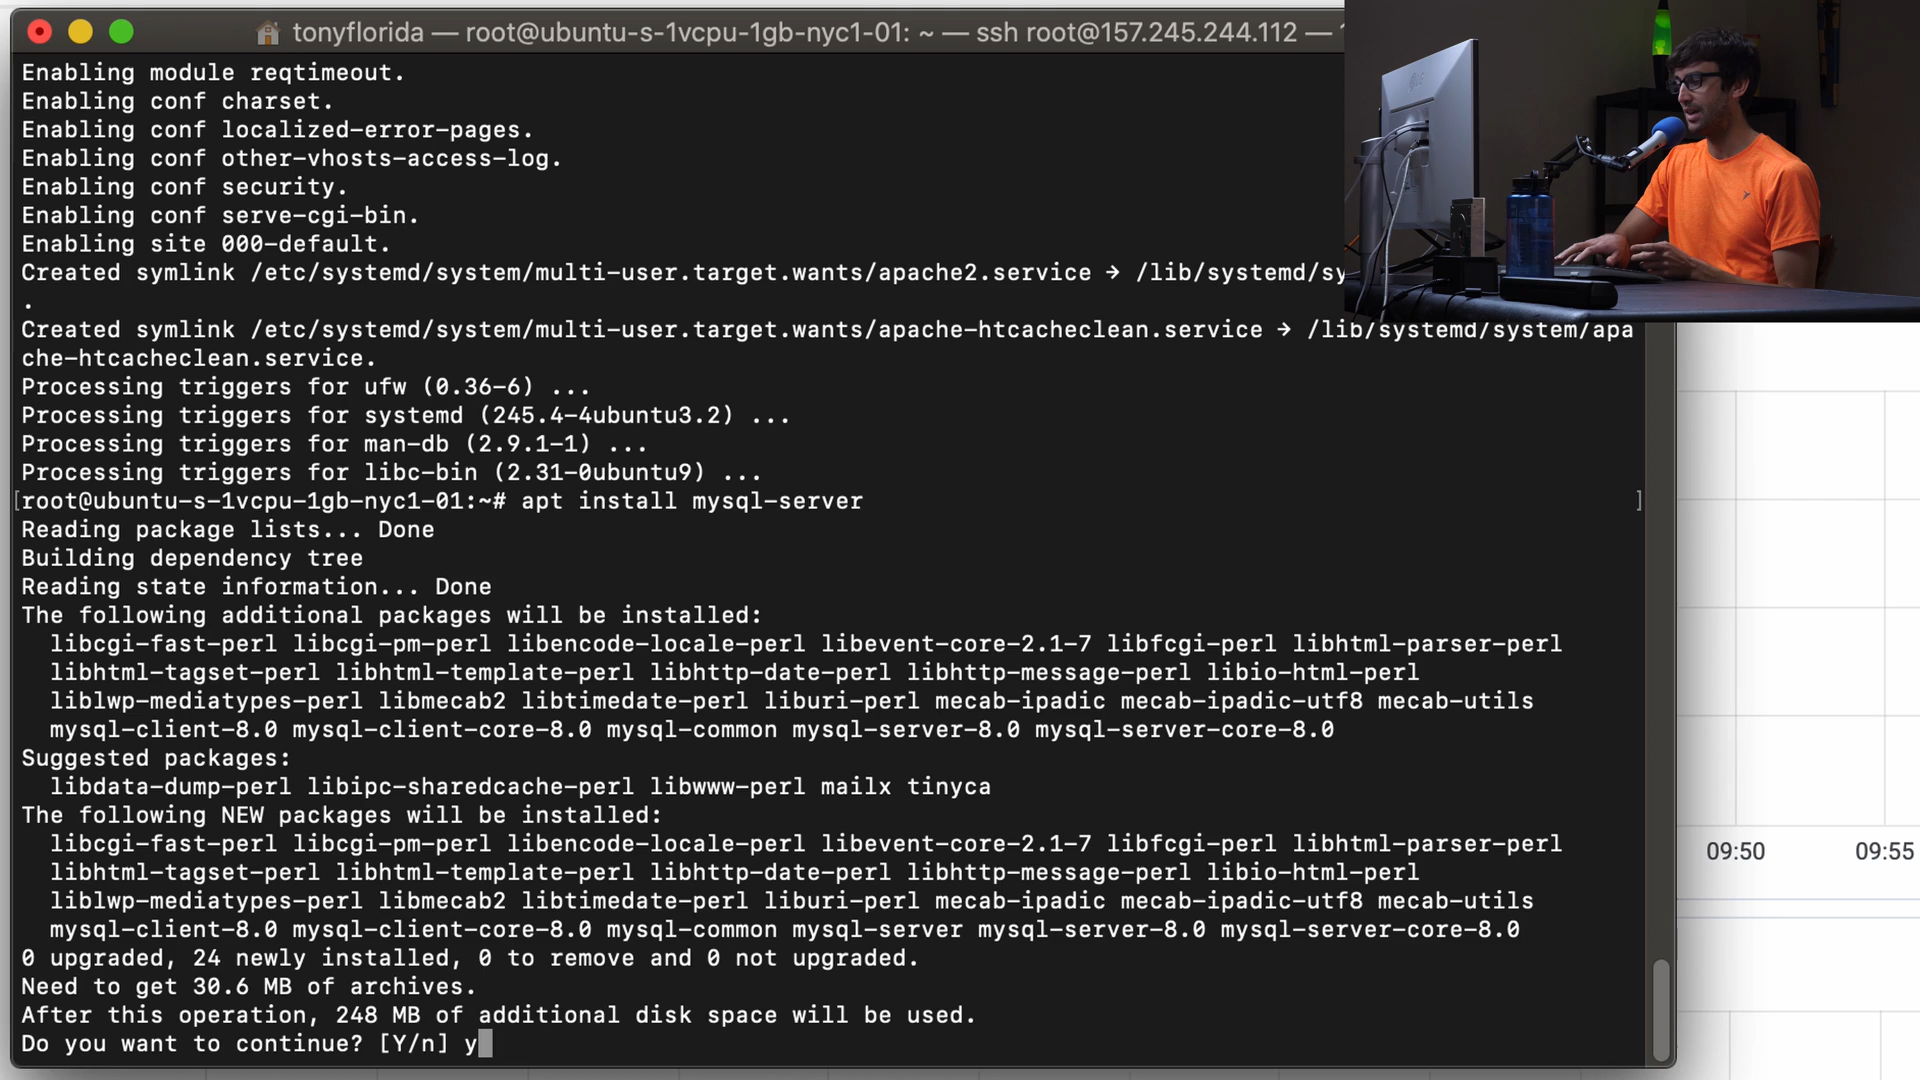 tonyflorida — root@ubuntu-s-1vcpu-1gb-nyc1-01: ~ — ssh root@157.245.244.112 —
Enabling module reqtimeout.
Enabling conf charset.
Enabling conf localized-error-pages.
Enabling conf other-vhosts-access-log.
Enabling conf security.
Enabling conf serve-cgi-bin.
Enabling site 000-default.
Created symlink /etc/systemd/system/multi-user.target.wants/apache2.service → /lib/systemd/sy
.
Created symlink /etc/systemd/system/multi-user.target.wants/apache-htcacheclean.service → /lib/systemd/system/apa
che-htcacheclean.service.
Processing triggers for ufw (0.36-6) ...
Processing triggers for systemd (245.4-4ubuntu3.2) ...
Processing triggers for man-db (2.9.1-1) ...
Processing triggers for libc-bin (2.31-0ubuntu9) ...
[root@ubuntu-s-1vcpu-1gb-nyc1-01:~# apt install mysql-server ]
Reading package lists... Done
Building dependency tree
Reading state information... Done
The following additional packages will be installed:
libcgi-fast-perl libcgi-pm-perl libencode-locale-perl libevent-core-2.1-7 libfcgi-perl libhtml-parser-perl
libhtml-tagset-perl libhtml-template-perl libhttp-date-perl libhttp-message-perl libio-html-perl
liblwp-mediatypes-perl libmecab2 libtimedate-perl liburi-perl mecab-ipadic mecab-ipadic-utf8 mecab-utils
mysql-client-8.0 mysql-client-core-8.0 mysql-common mysql-server-8.0 mysql-server-core-8.0
Suggested packages:
libdata-dump-perl libipc-sharedcache-perl libwww-perl mailx tinyca
The following NEW packages will be installed:
libcgi-fast-perl libcgi-pm-perl libencode-locale-perl libevent-core-2.1-7 libfcgi-perl libhtml-parser-perl
libhtml-tagset-perl libhtml-template-perl libhttp-date-perl libhttp-message-perl libio-html-perl
liblwp-mediatypes-perl libmecab2 libtimedate-perl liburi-perl mecab-ipadic mecab-ipadic-utf8 mecab-utils
mysql-client-8.0 mysql-client-core-8.0 mysql-common mysql-server mysql-server-8.0 mysql-server-core-8.0
0 upgraded, 24 newly installed, 0 to remove and 0 not upgraded.
Need to get 30.6 MB of archives.
After this operation, 248 MB of additional disk space will be used.
Do you want to continue? [Y/n] y
09:50 09:55